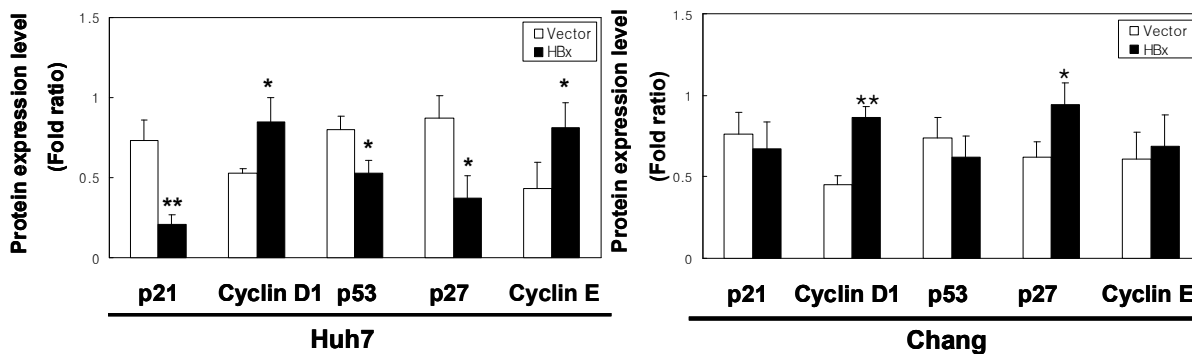 Protein expression level
(Fold ratio)
1.5
1
0.5
0
Vector
HBx
**
*
*
*
*
p21 Cyclin D1 p53 p27 Cyclin E
Huh7
Protein expression level
(Fold ratio)
1.5
1
0.5
0
Vector
HBx
**
*
p21 Cyclin D1 p53 p27 Cyclin E
Chang